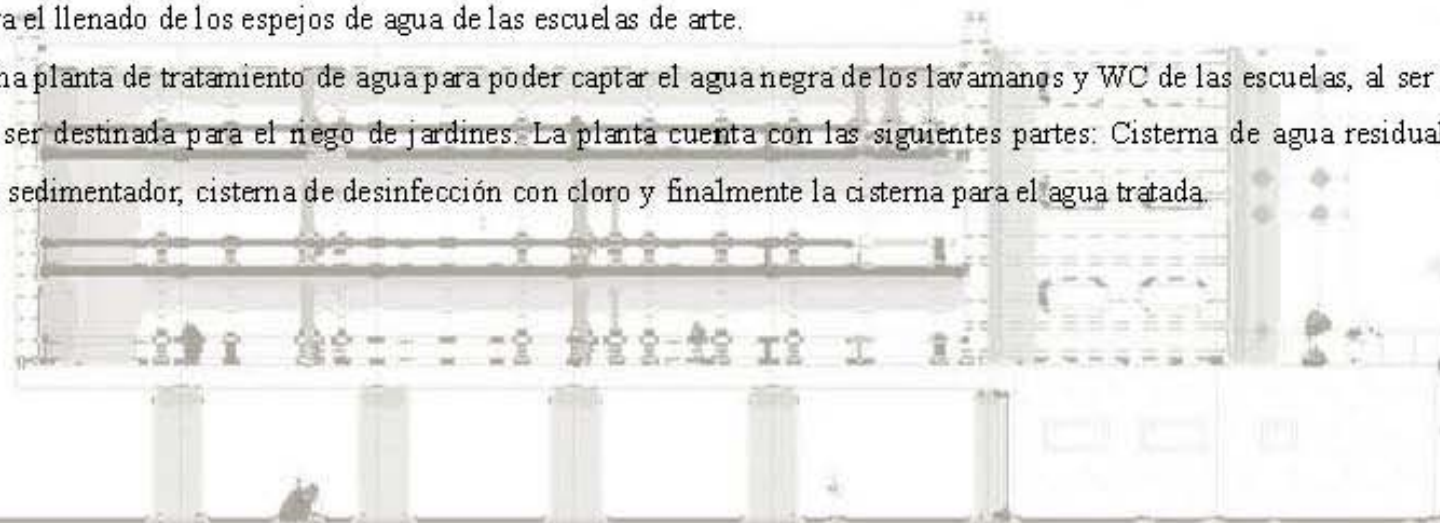 a el llenado de los espejos de agua de las escuelas de arte.
na planta de tratamiento de agua para poder captar el agua negra de los lavamanos y WC de las escuelas, al ser
ser destinada para el riego de jardines. La planta cuenta con las siguientes partes: Cisterna de agua residual
sedimentador, cisterna de desinfección con cloro y finalmente la cisterna para el agua tratada.